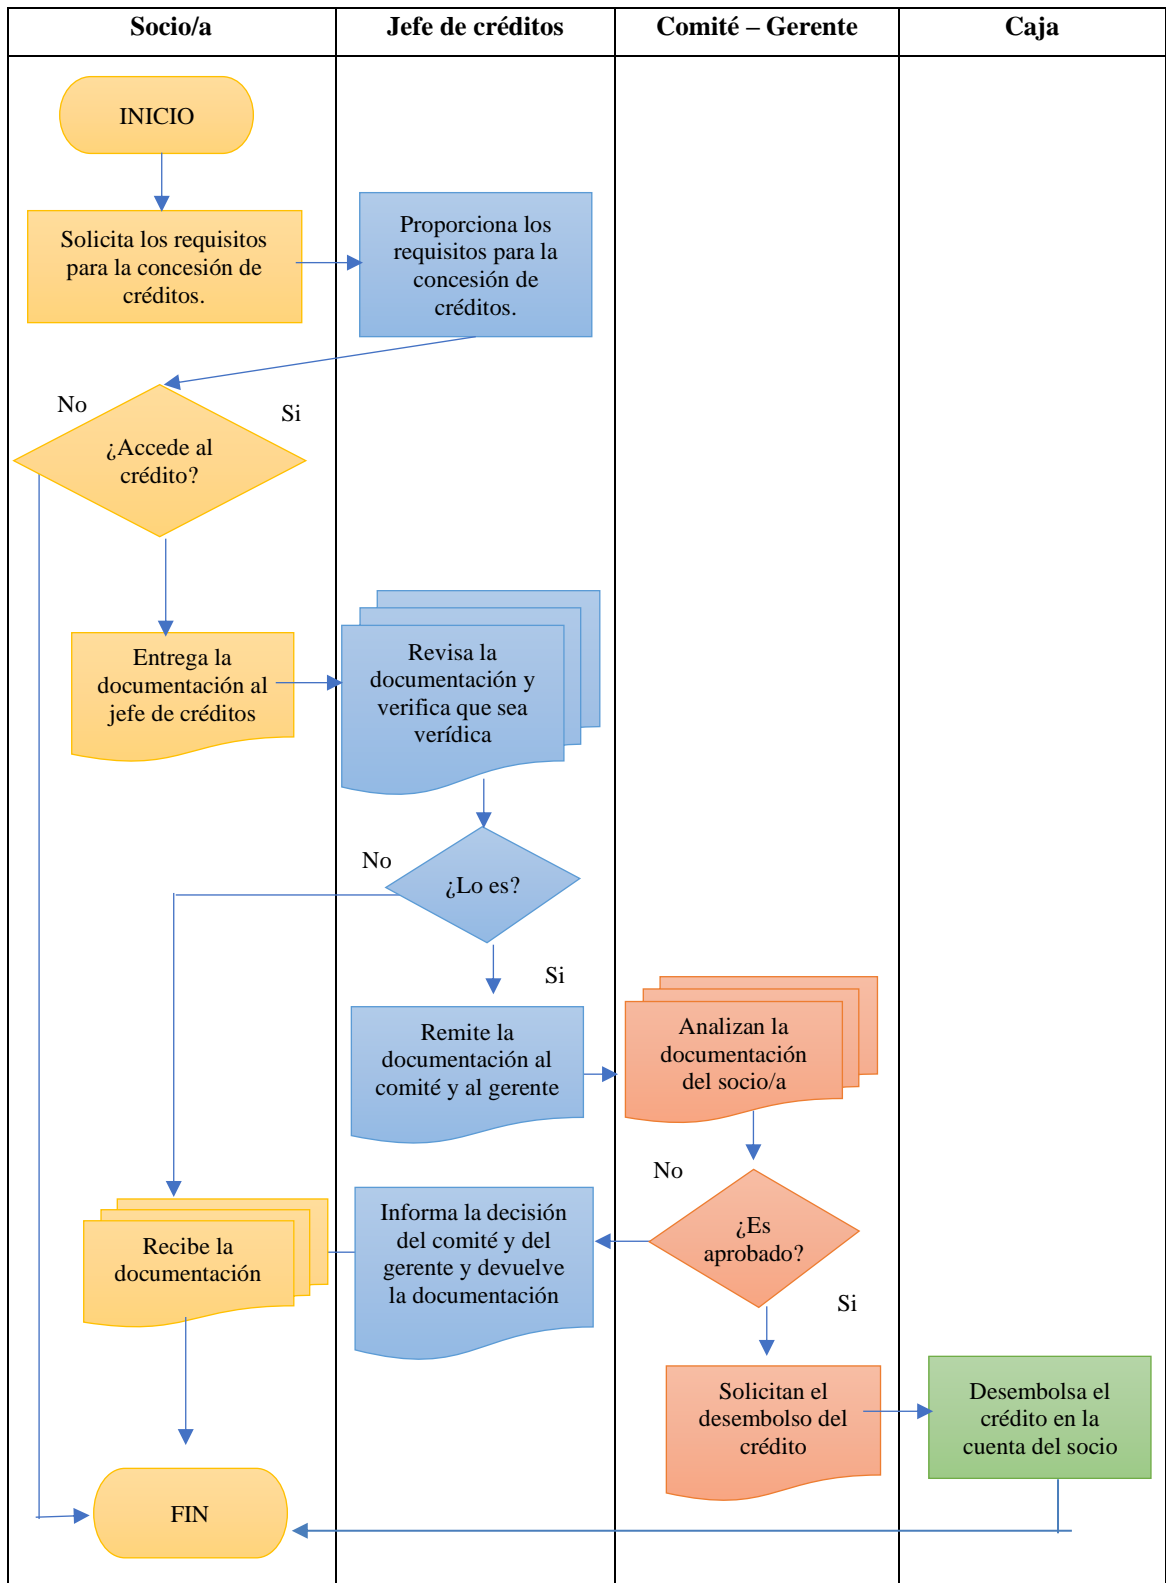 Socio/a
Jefe de créditos
Comité – Gerente
Caja
INICIO
Solicita los requisitos
para la concesión de
créditos.
Proporciona los
requisitos para la
concesión de
créditos.
No
Si
¿Accede al
crédito?
Entrega la
documentación al
jefe de créditos
Revisa la
documentación y
verifica que sea
verídica
No
¿Lo es?
Si
Remite la
documentación al
comité y al gerente
Analizan la
documentación
del socio/a
No
¿Es
aprobado?
Si
Informa la decisión
del comité y del
gerente y devuelve
la documentación
Recibe la
documentación
Solicitan el
desembolso del
crédito
Desembolsa el
crédito en la
cuenta del socio
FIN